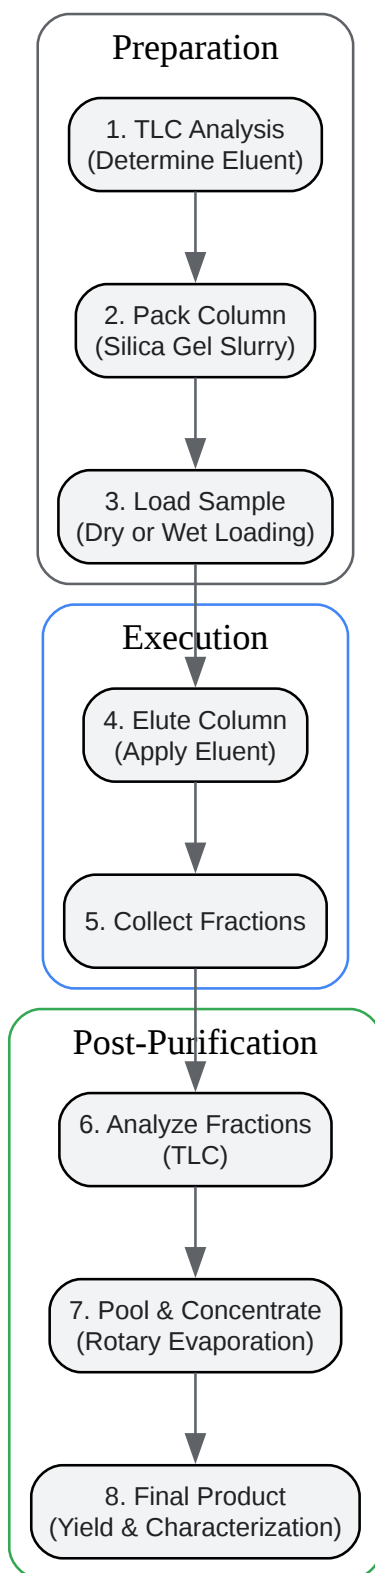 Preparation
1. TLC Analysis
(Determine Eluent)
2. Pack Column
(Silica Gel Slurry)
3. Load Sample
(Dry or Wet Loading)
Execution
4. Elute Column
(Apply Eluent)
5. Collect Fractions
Post-Purification
6. Analyze Fractions
(TLC)
7. Pool & Concentrate
(Rotary Evaporation)
8. Final Product
(Yield & Characterization)